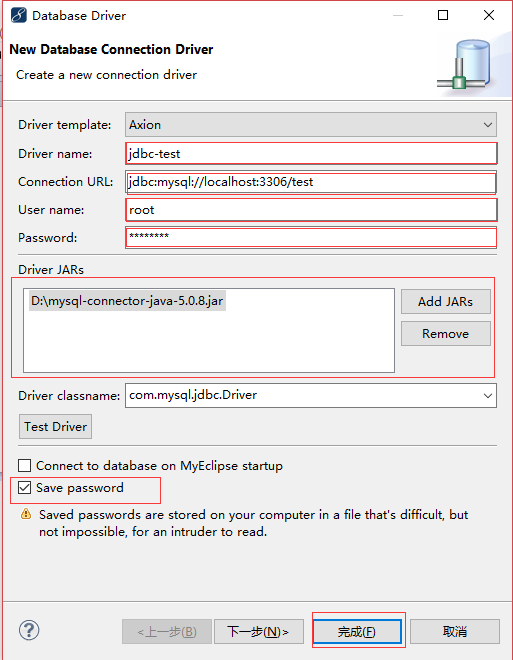 Database Driver
New Database Connection Driver
Create a new connection driver
Driver template: Axion
Driver name: jdbc-test
Connection URL: jdbc:mysql://localhost:3306/test
User name: root
Password: ********
Driver JARs
D:\mysql-connector-java-5.0.8.jar
Add JARs
Remove
Driver classname: com.mysql.jdbc.Driver
Test Driver
Connect to database on MyEclipse startup
Save password
Saved passwords are stored on your computer in a file that's difficult, but
not impossible, for an intruder to read.
<上一步(B) 下一步(N)> 完成(F) 取消